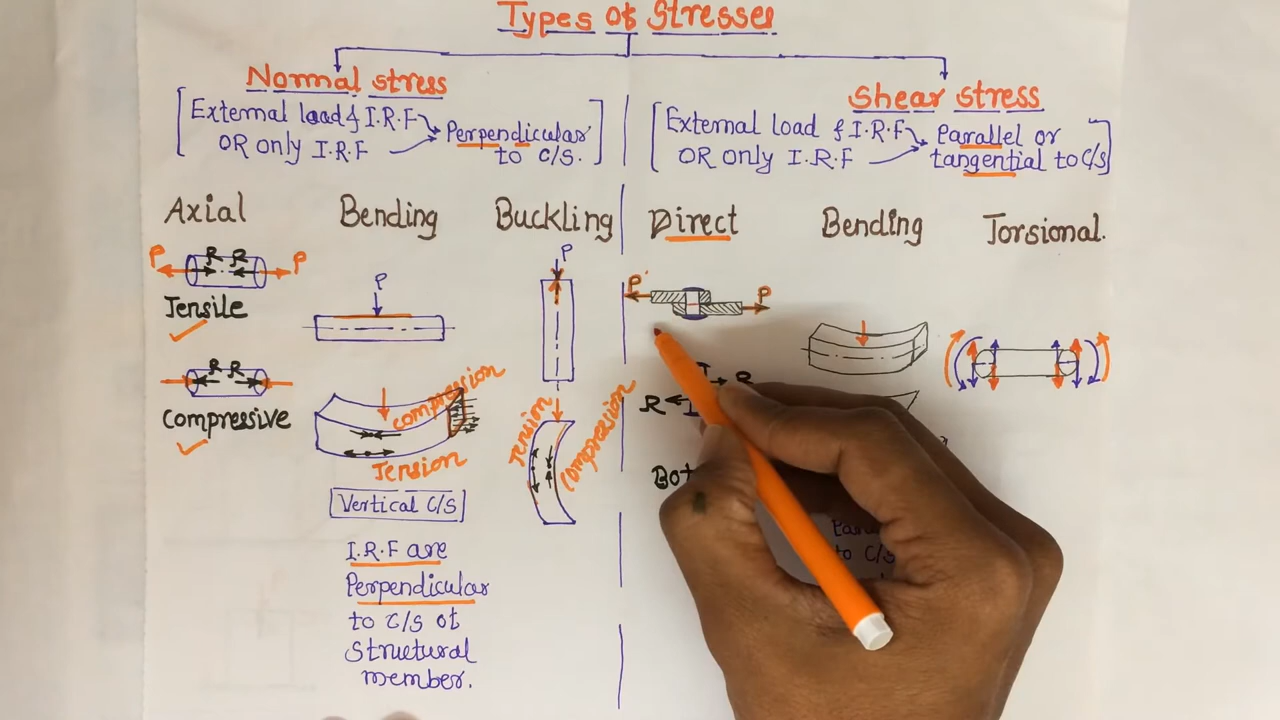 Types of Stresses
Normal stress
External load & I.R.F
OR only I.R.F
Perpendicular
to C/S.
Shear stress
External load & I.R.F
OR only I.R.F
Parallel or
tangential to C/S
Axial
Bending
Buckling
Direct
Bending
Torsional.
P
R R
P
Tensile
R R
Compressive
P
compression
Tension
Vertical C/S
I.R.F are
Perpendicular
to C/S of
Structural
member.
P
Tension
Compression
P
P
R
R
to C/S